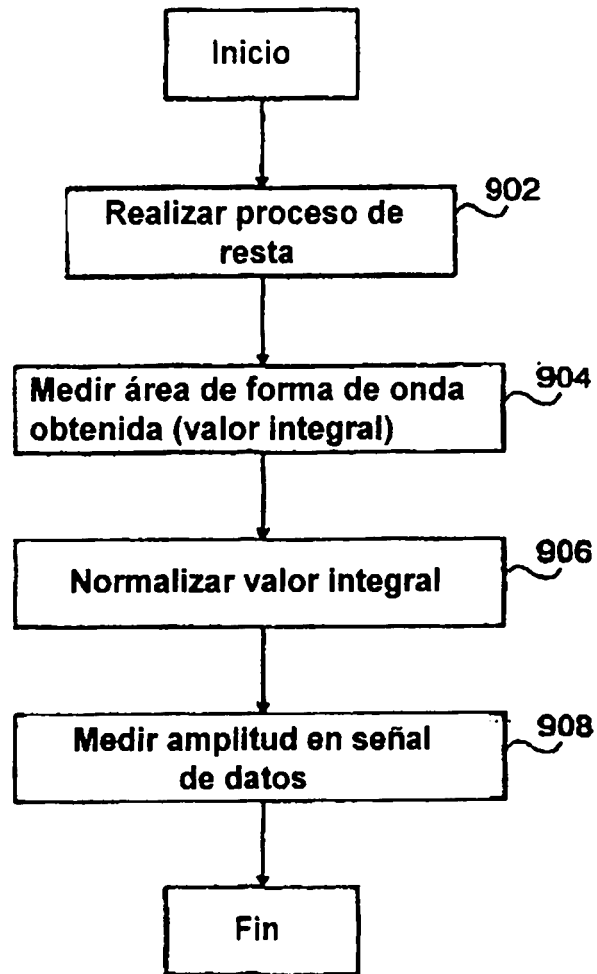 Inicio
902
Realizar proceso de
resta
904
Medir área de forma de onda
obtenida (valor integral)
906
Normalizar valor integral
908
Medir amplitud en señal
de datos
Fin